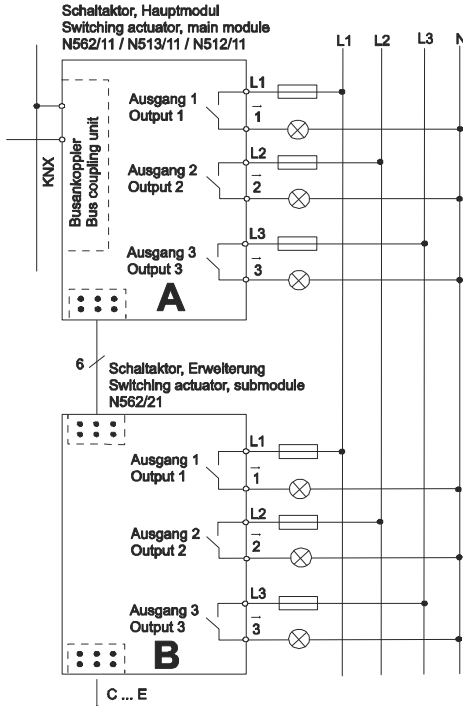 Schaltaktor, Hauptmodul
Switching actuator, main module
N562/11 / N513/11 / N512/11
L1 L2 L3 N
KNX
Busankoppler
Bus coupling unit
Ausgang 1
Output 1
L1
1
Ausgang 2
Output 2
L2
2
Ausgang 3
Output 3
L3
3
A
6
Schaltaktor, Erweiterung
Switching actuator, submodule
N562/21
Ausgang 1
Output 1
L1
1
Ausgang 2
Output 2
L2
2
Ausgang 3
Output 3
L3
3
B
C ... E